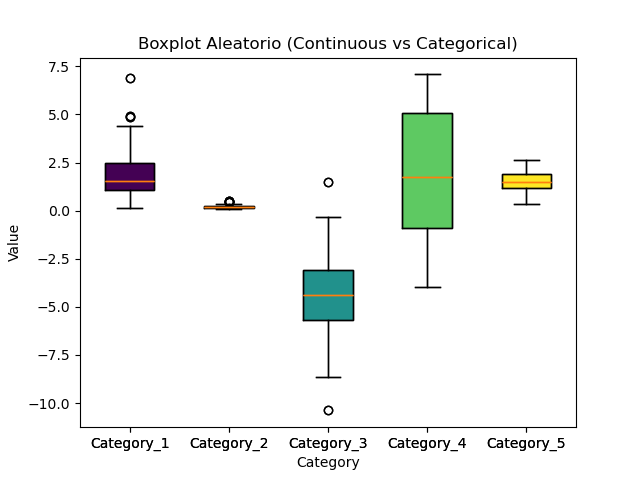 Boxplot Aleatorio (Continuous vs Categorical)
7.5
5.0
2.5
0.0
−2.5
−5.0
−7.5
−10.0
Value
Category_1 Category_2 Category_3 Category_4 Category_5
Category